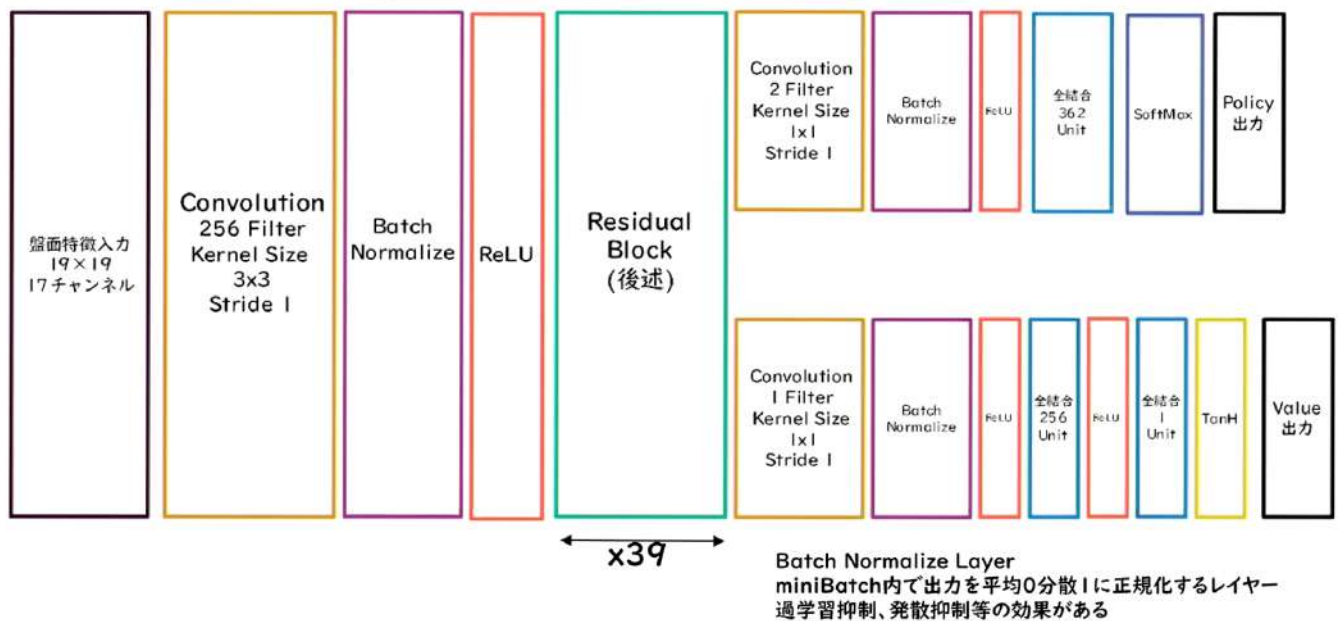 盤面特徴入力
19×19
17チャンネル
Convolution
256 Filter
Kernel Size
3x3
Stride 1
Batch
Normalize
ReLU
Residual
Block
(後述)
x39
Convolution
2 Filter
Kernel Size
1x1
Stride 1
Batch
Normalize
ReLU
全結合
362
Unit
SoftMax
Policy
出力
Convolution
1 Filter
Kernel Size
1x1
Stride 1
Batch
Normalize
ReLU
全結合
256
Unit
ReLU
全結合
1
Unit
TanH
Value
出力
Batch Normalize Layer
miniBatch内で出力を平均0分散1に正規化するレイヤー
過学習抑制、発散抑制等の効果がある